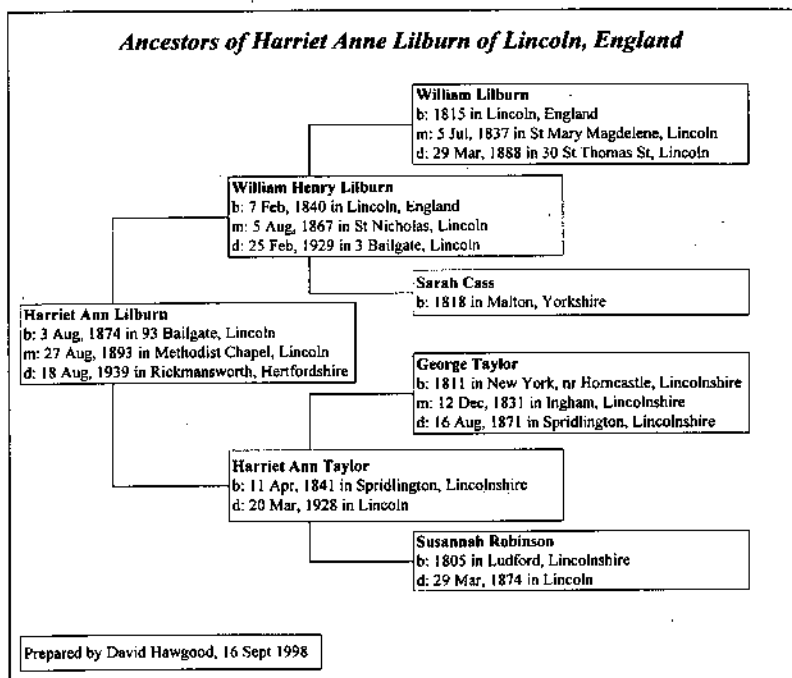 Ancestors of Harriet Anne Lilburn of Lincoln, England
William Lilburn
b: 1815 in Lincoln, England
m: 5 Jul, 1837 in St Mary Magdelene, Lincoln
d: 29 Mar, 1888 in 30 St Thomas St, Lincoln
William Henry Lilburn
b: 7 Feb, 1840 in Lincoln, England
m: 5 Aug, 1867 in St Nicholas, Lincoln
d: 25 Feb, 1929 in 3 Bailgate, Lincoln
Sarah Cass
b: 1818 in Malton, Yorkshire
Harriet Ann Lilburn
b: 3 Aug, 1874 in 93 Bailgate, Lincoln
m: 27 Aug, 1893 in Methodist Chapel, Lincoln
d: 18 Aug, 1939 in Rickmansworth, Hertfordshire
George Taylor
b: 1811 in New York, nr Horncastle, Lincolnshire
m: 12 Dec, 1831 in Ingham, Lincolnshire
d: 16 Aug, 1871 in Spridlington, Lincolnshire
Harriet Ann Taylor
b: 11 Apr, 1841 in Spridlington, Lincolnshire
d: 20 Mar, 1928 in Lincoln
Susannah Robinson
b: 1805 in Ludford, Lincolnshire
d: 29 Mar, 1874 in Lincoln
Prepared by David Hawgood, 16 Sept 1998